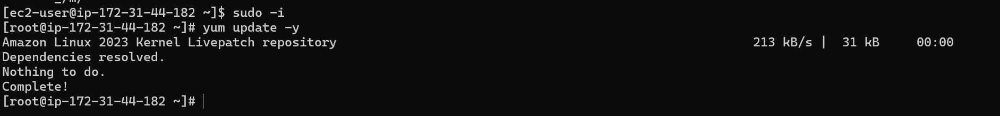 [ec2-user@ip-172-31-44-182 ~]$ sudo -i
[root@ip-172-31-44-182 ~]# yum update -y
Amazon Linux 2023 Kernel Livepatch repository 213 kB/s | 31 kB 00:00
Dependencies resolved.
Nothing to do.
Complete!
[root@ip-172-31-44-182 ~]#